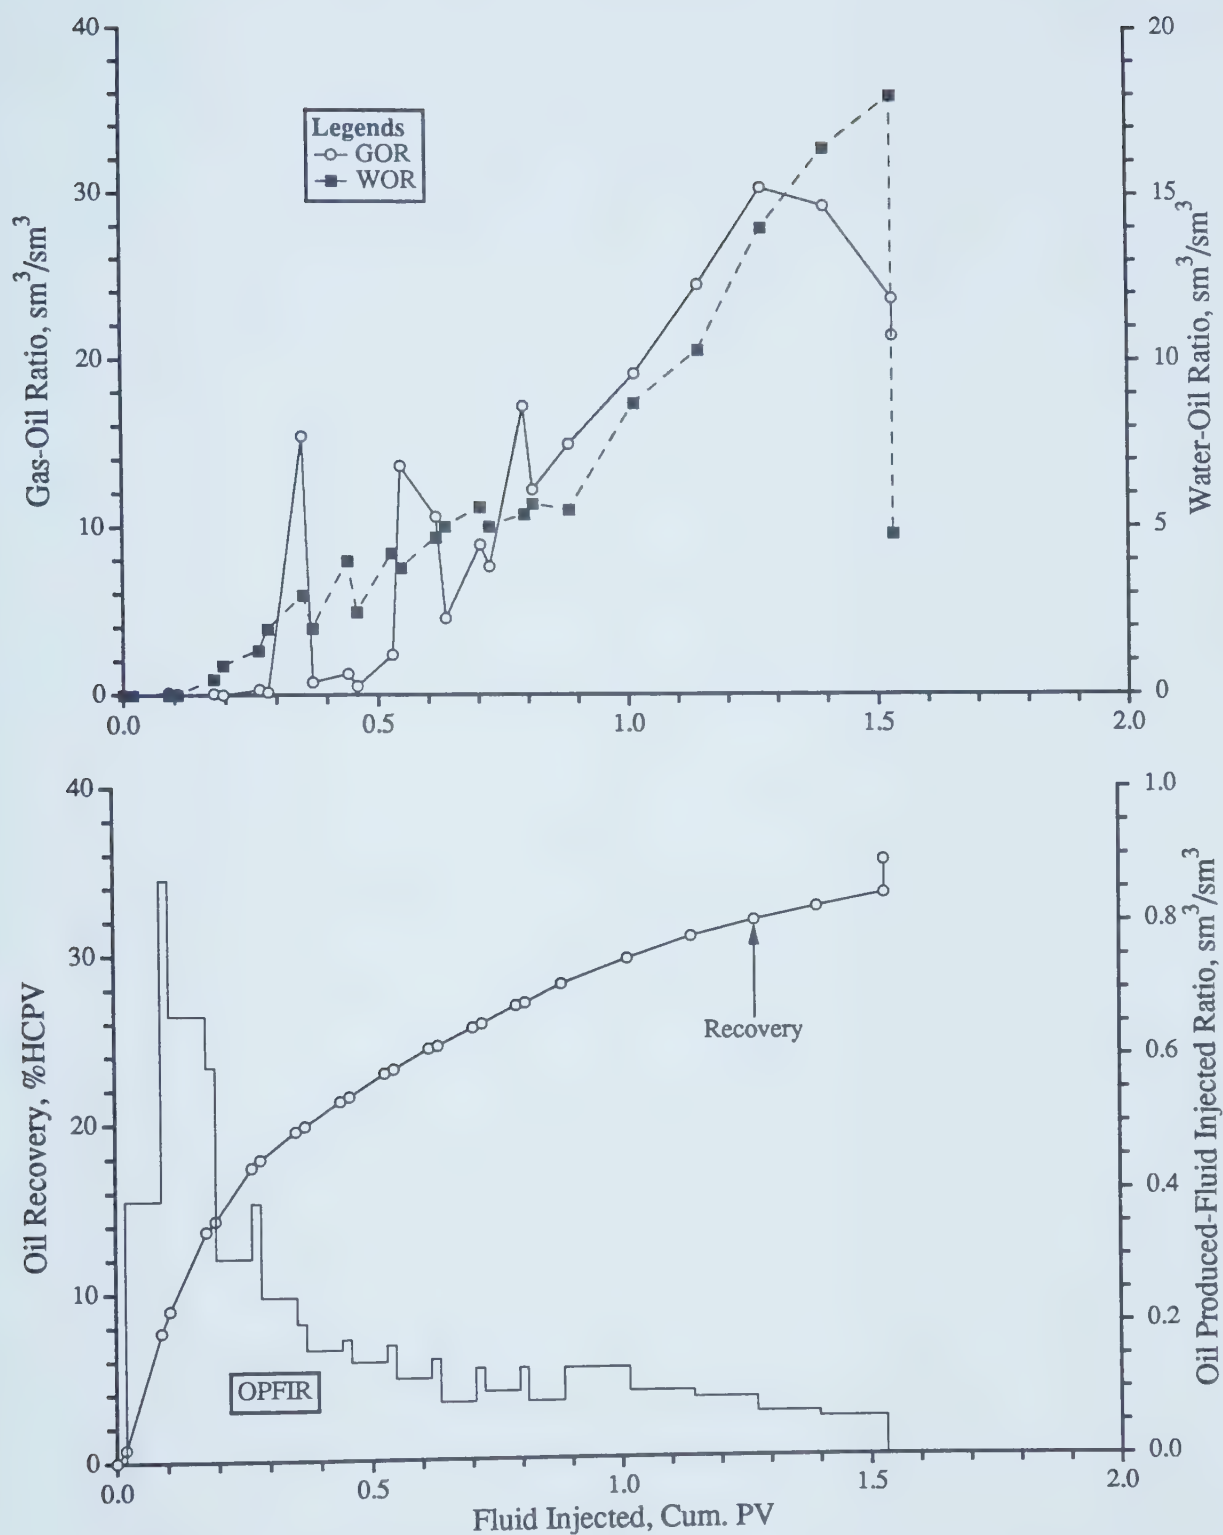 40
30
20
10
0
Gas-Oil Ratio, sm³/sm³
Legends
GOR
WOR
20
15
10
5
0
Water-Oil Ratio, sm³/sm³
0.0 0.5 1.0 1.5 2.0
40
30
20
10
0
Oil Recovery, %HCPV
Recovery
OPFIR
1.0
0.8
0.6
0.4
0.2
0.0
Oil Produced-Fluid Injected Ratio, sm³/sm³
0.0 0.5 1.0 1.5 2.0
Fluid Injected, Cum. PV